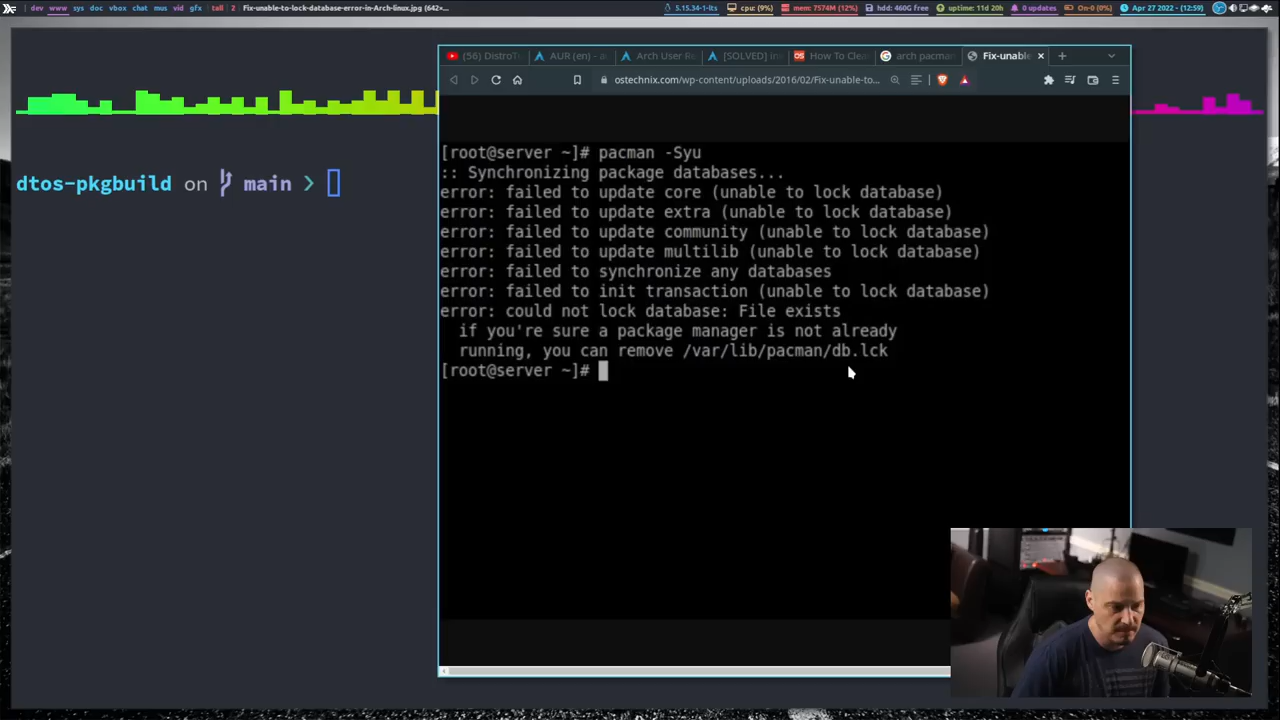 dev www sys doc vbox chat mus vid gfx | tall | 2 Fix-unable-to-lock-database-error-in-Arch-linux.jpg (642×...
5.15.34-1-lts cpu: (9%) mem: 7574M (12%) hdd: 460G free uptime: 11d 20h 0 updates On-0 (0%) Apr 27 2022 - (12:59)
(56) DistroT
AUR (en) - a
Arch User Re
[SOLVED] in
How To Clea
arch pacman
Fix-unable
ostechnix.com/wp-content/uploads/2016/02/Fix-unable-to...
[root@server ~]# pacman -Syu
:: Synchronizing package databases...
error: failed to update core (unable to lock database)
error: failed to update extra (unable to lock database)
error: failed to update community (unable to lock database)
error: failed to update multilib (unable to lock database)
error: failed to synchronize any databases
error: failed to init transaction (unable to lock database)
error: could not lock database: File exists
if you're sure a package manager is not already
running, you can remove /var/lib/pacman/db.lck
[root@server ~]#
dtos-pkgbuild on main >